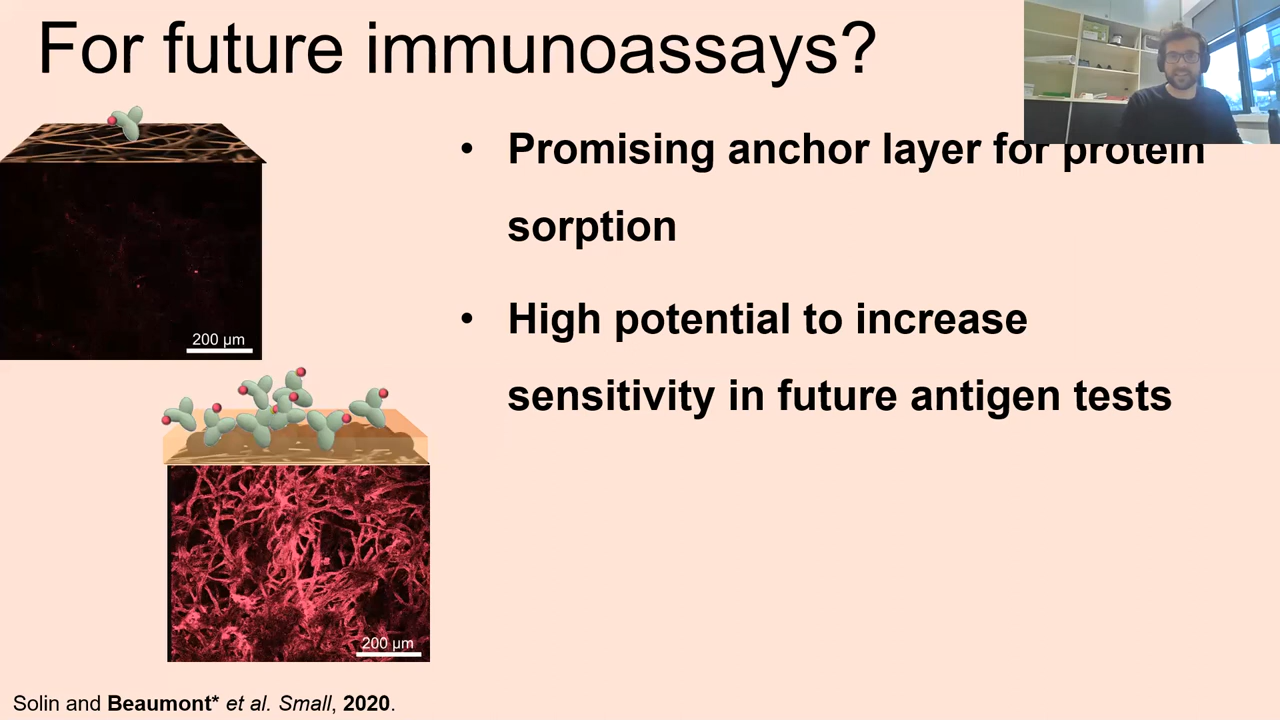 For future immunoassays?
• Promising anchor layer for protein
sorption
200 µm
• High potential to increase
sensitivity in future antigen tests
200 µm
Solin and Beaumont* et al. Small, 2020.